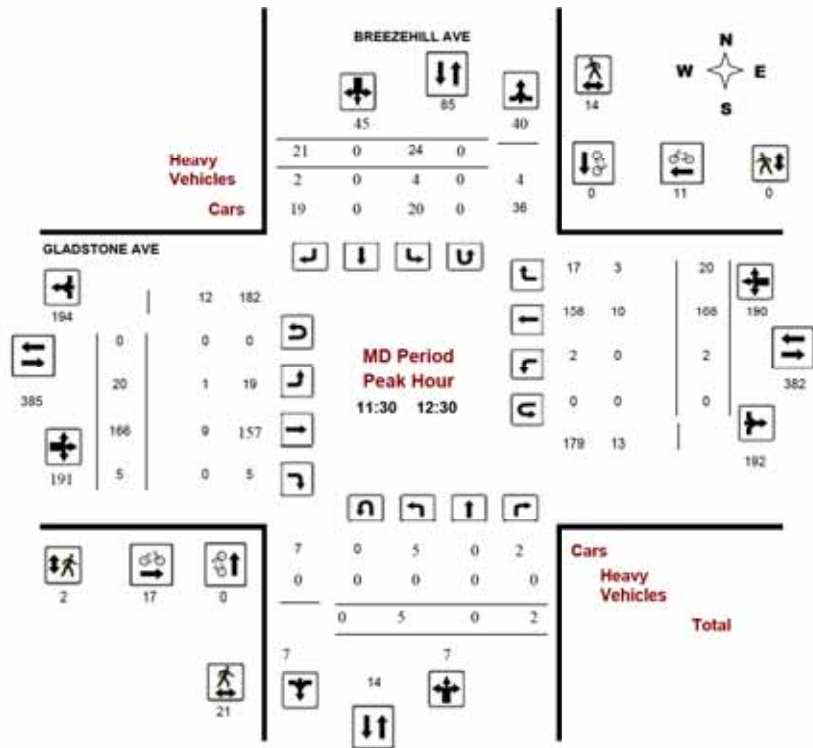 BREEZEHILL AVE
N
W E
S
45 85 40 14
21 0 24 0
Heavy
Vehicles
2 0 4 0 4
Cars
19 0 20 0 36
0 11 0
GLADSTONE AVE
194
12 182
17 3 20
190
0 0 0
158 10 168
385
20 1 19
MD Period
Peak Hour
11:30 12:30
2 0 2
382
166 9 157
0 0 0
191
5 0 5
179 13
192
7 0 5 0 2
Cars
0 0 0 0 0
Heavy
Vehicles
2 17 0
0 5 0 2
Total
7 14 7
21